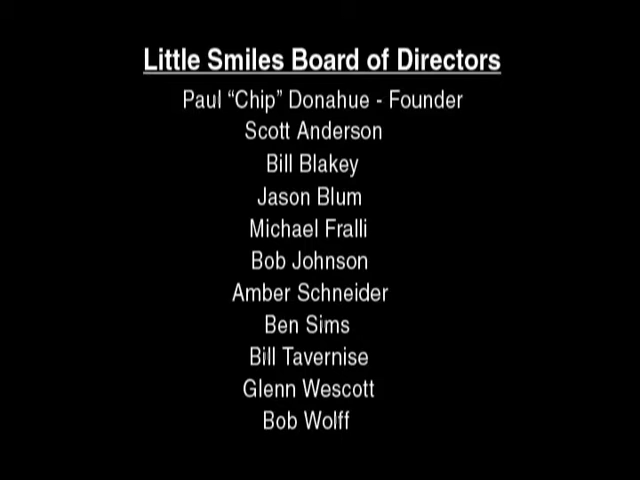 Little Smiles Board of Directors
Paul “Chip” Donahue - Founder
Scott Anderson
Bill Blakey
Jason Blum
Michael Fralli
Bob Johnson
Amber Schneider
Ben Sims
Bill Tavernise
Glenn Wescott
Bob Wolff